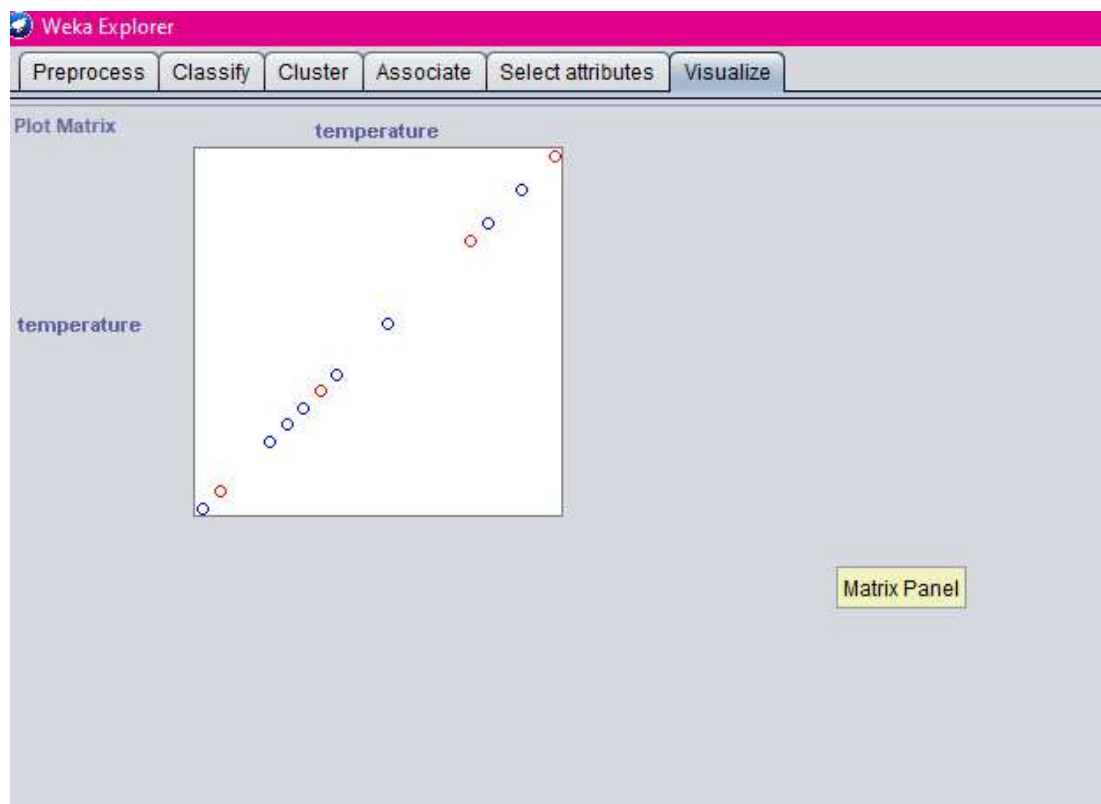 Weka Explorer
Preprocess Classify Cluster Associate Select attributes Visualize
Plot Matrix
temperature
temperature
Matrix Panel